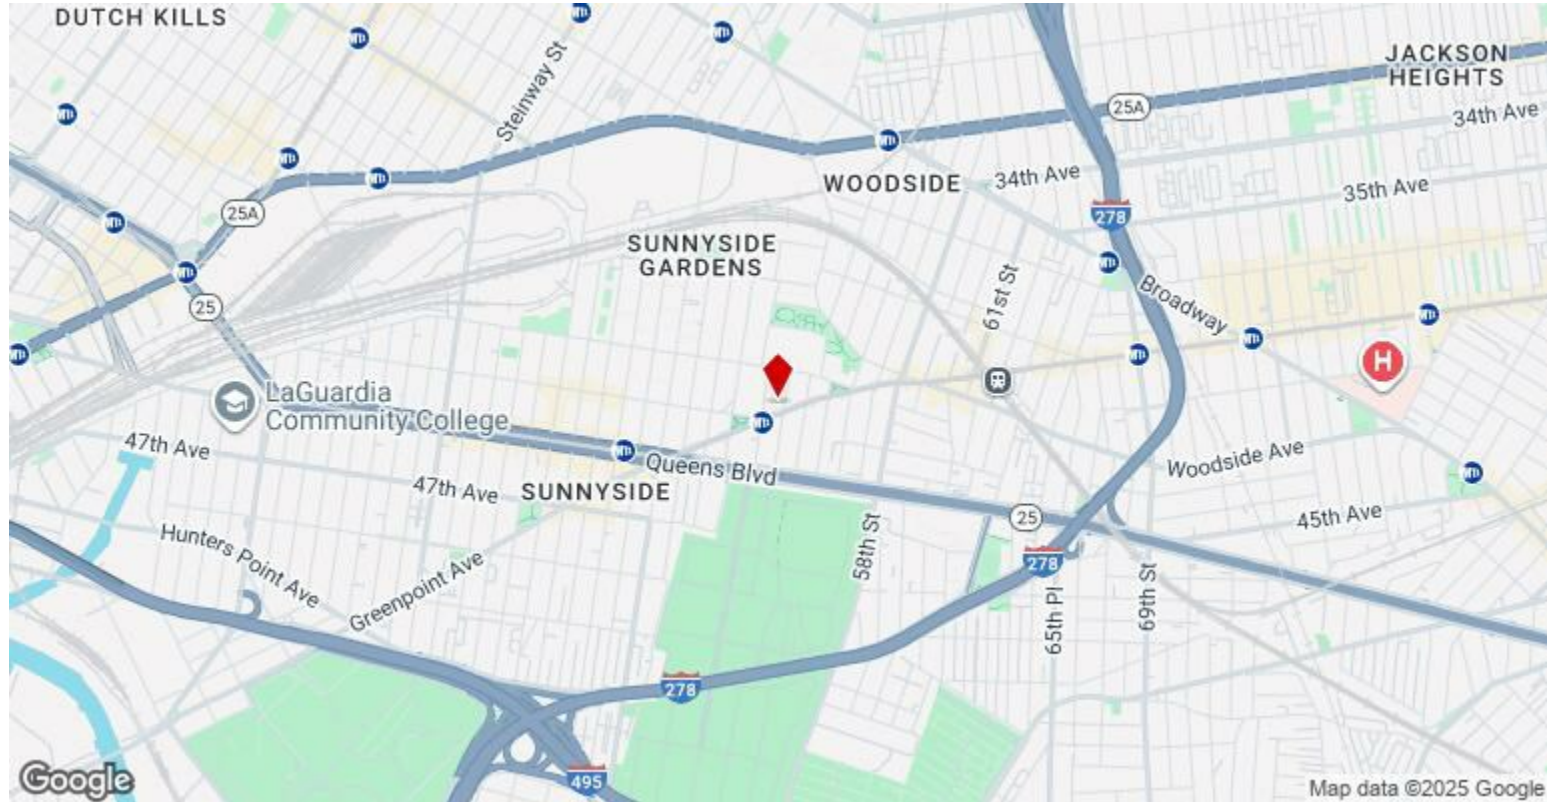 DUTCH KILLS
Steinway St
JACKSON
HEIGHTS
25A
34th Ave
WOODSIDE
34th Ave
35th Ave
25A
278
SUNNYSIDE
GARDENS
61st St
Broadway
25
H
LaGuardia
Community College
47th Ave
Queens Blvd
Woodside Ave
47th Ave
SUNNYSIDE
25
45th Ave
Hunters Point Ave
58th St
278
Greenpoint Ave
65th Pl
69th St
278
495
Google
Map data ©2025 Google